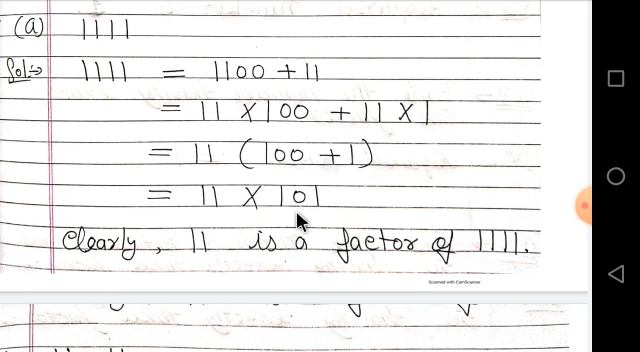 (a) 1111
Sol:-> 1111 = 1100 + 11
= 11 X 100 + 11 X 1
= 11 (100 + 1)
= 11 X 101
Clearly, 11 is a factor of 1111.
Scanned with CamScanner